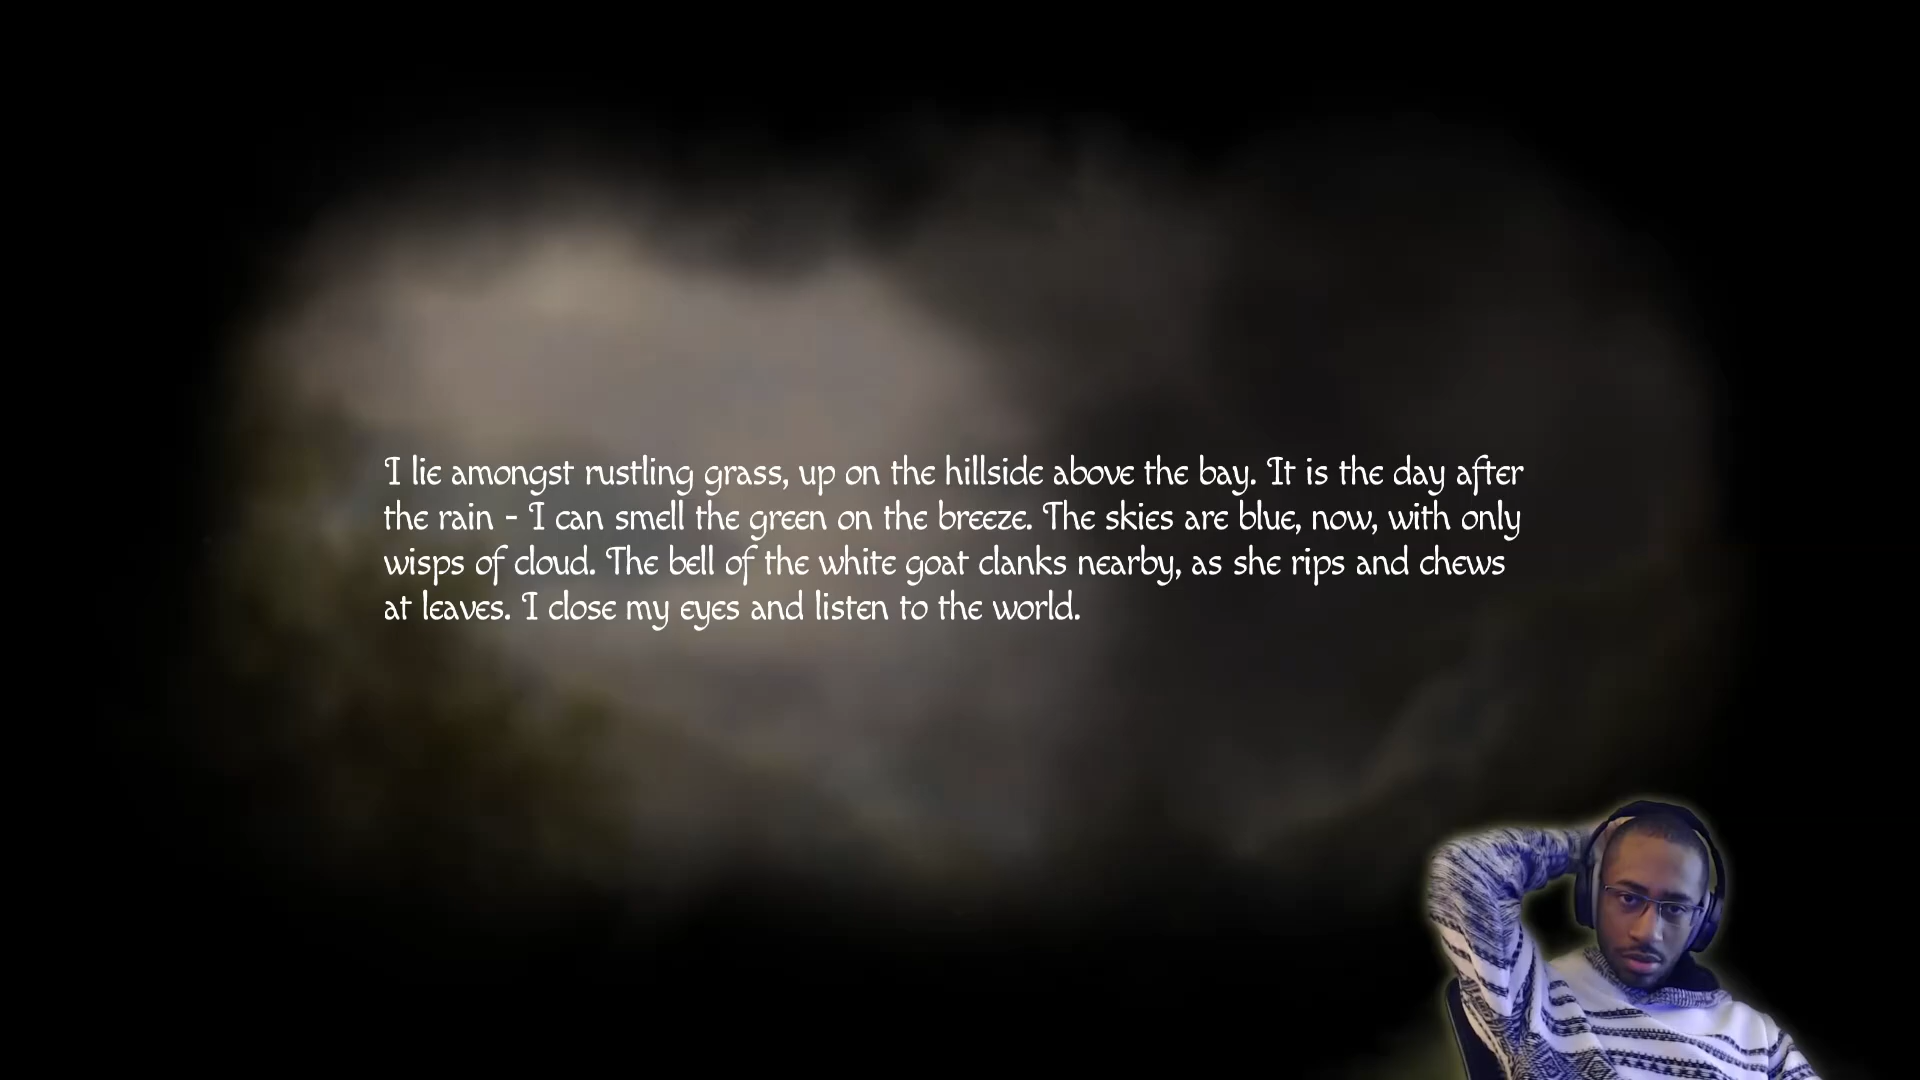 I lie amongst rustling grass, up on the hillside above the bay. It is the day after
the rain - I can smell the green on the breeze. The skies are blue, now, with only
wisps of cloud. The bell of the white goat clanks nearby, as she rips and chews
at leaves. I close my eyes and listen to the world.